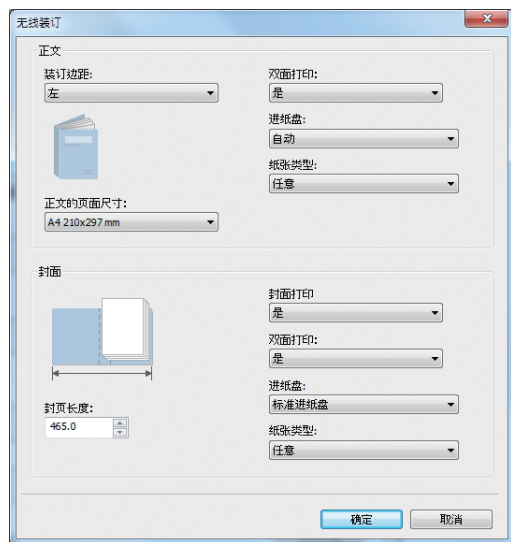 无线装订
正文
装订边距:
左
双面打印:
是
进纸盘:
自动
纸张类型:
任意
正文的页面尺寸:
A4 210x297 mm
封面
封面打印
是
双面打印:
是
进纸盘:
标准进纸盘
封页长度:
465.0
纸张类型:
任意
确定
取消